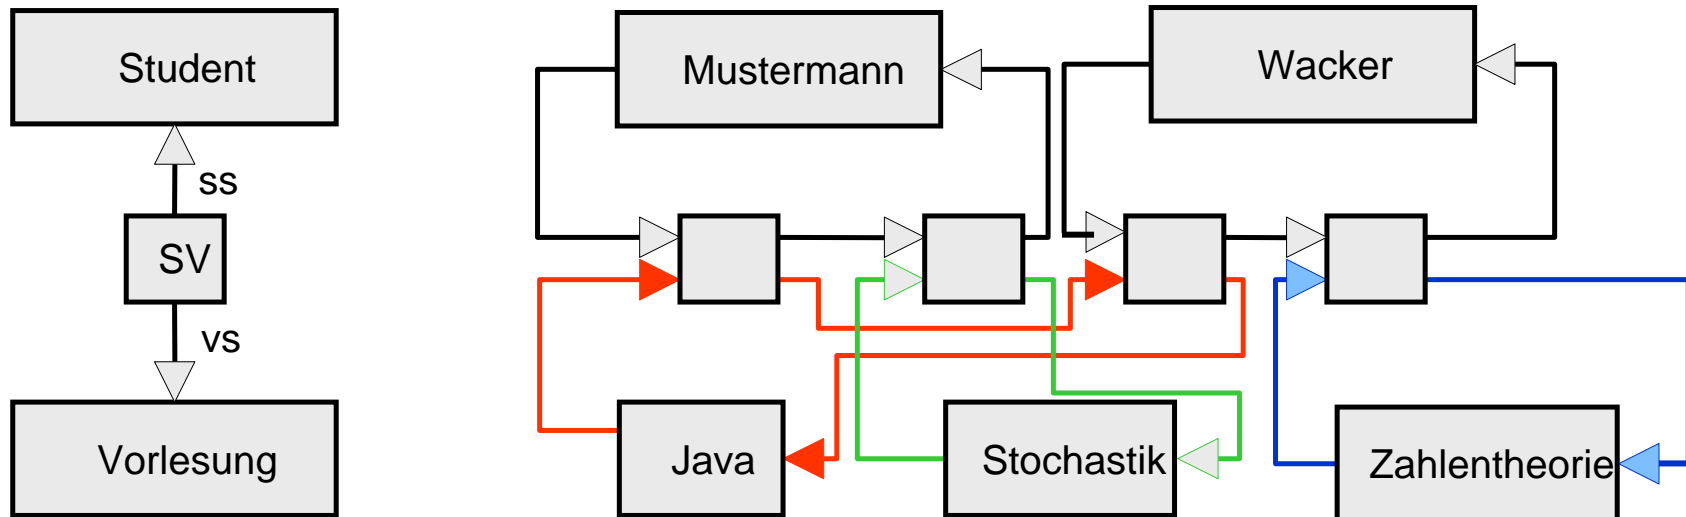 Student
ss
SV
vs
Vorlesung
Mustermann
Wacker
Java
Stochastik
Zahlentheorie